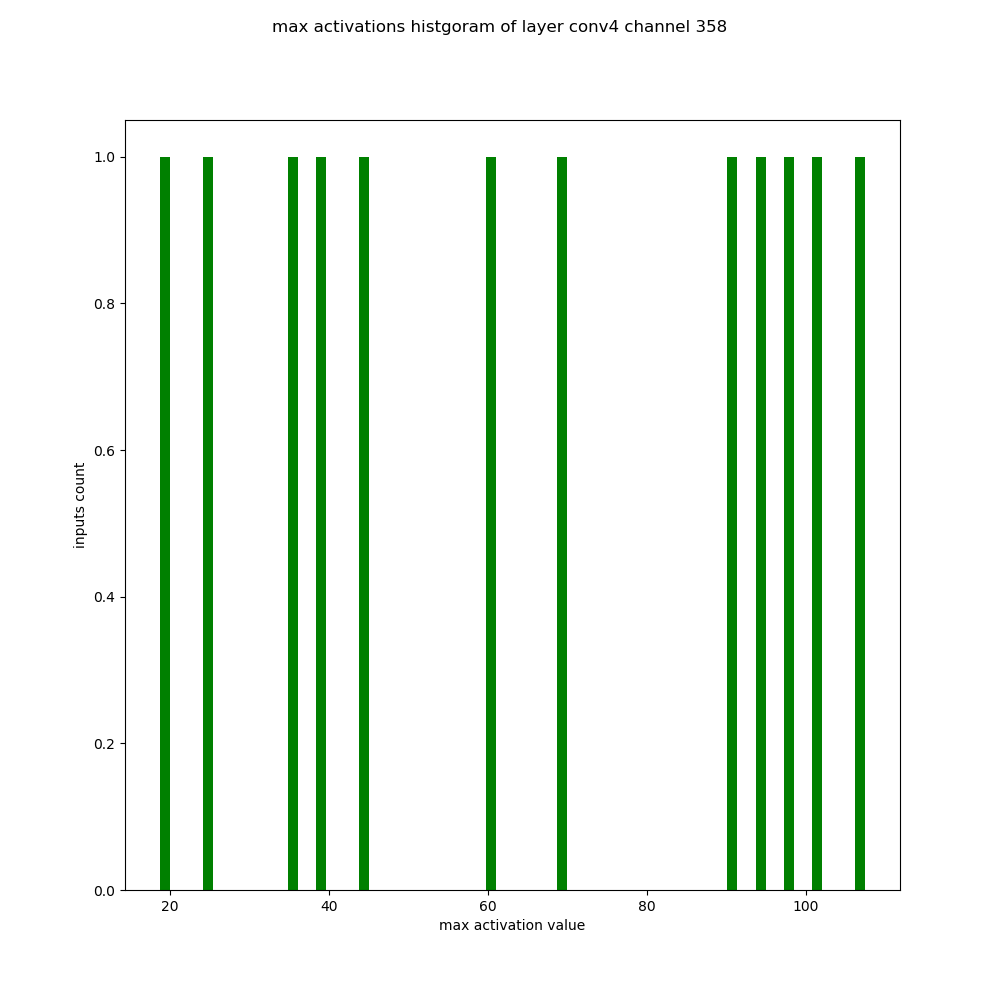 max activations histgoram of layer conv4 channel 358
1.0
0.8
0.6
0.4
0.2
0.0
inputs count
20 40 60 80 100
max activation value